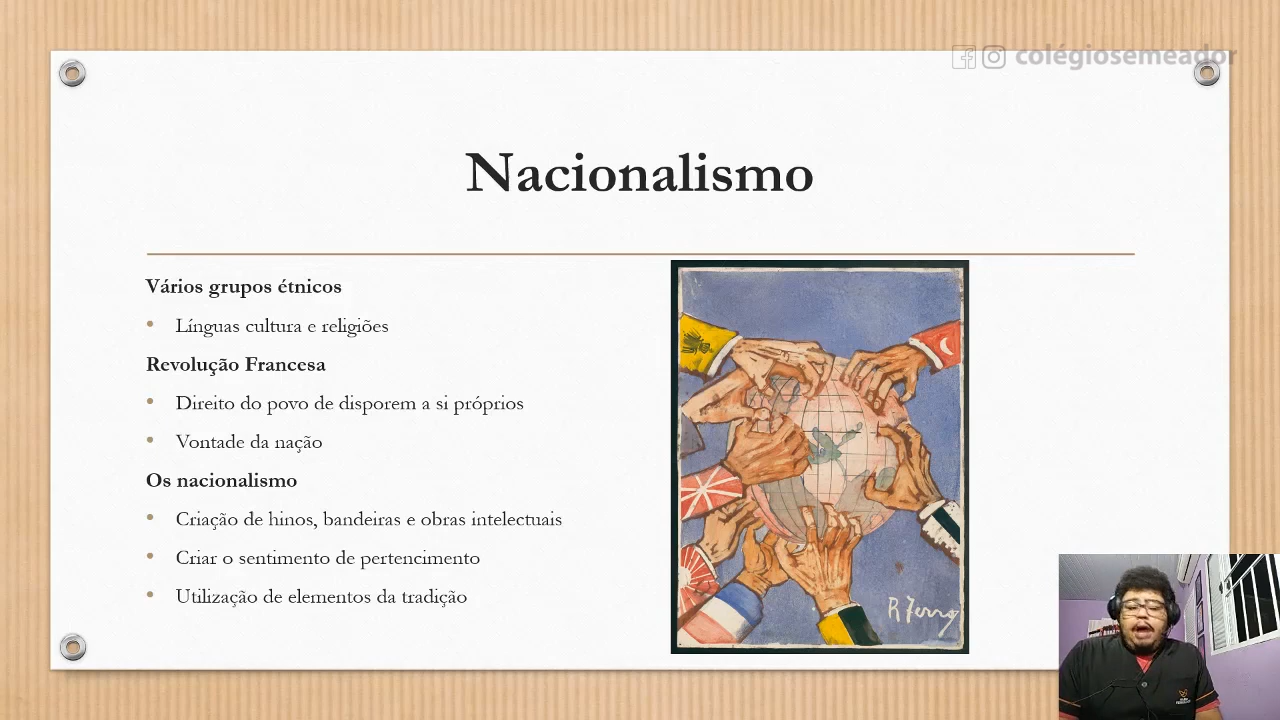 colégiosemeador
Nacionalismo
Vários grupos étnicos
• Línguas cultura e religiões
Revolução Francesa
• Direito do povo de disporem a si próprios
• Vontade da nação
Os nacionalismo
• Criação de hinos, bandeiras e obras intelectuais
• Criar o sentimento de pertencimento
• Utilização de elementos da tradição